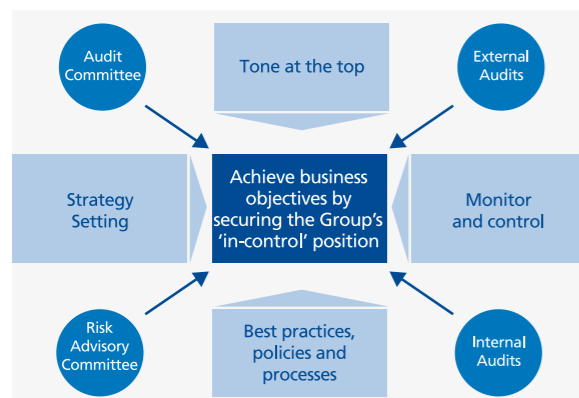 Audit
Committee
Tone at the top
External
Audits
Strategy
Setting
Achieve business
objectives by
securing the Group's
'in-control' position
Monitor
and control
Risk
Advisory
Committee
Best practices,
policies and
processes
Internal
Audits